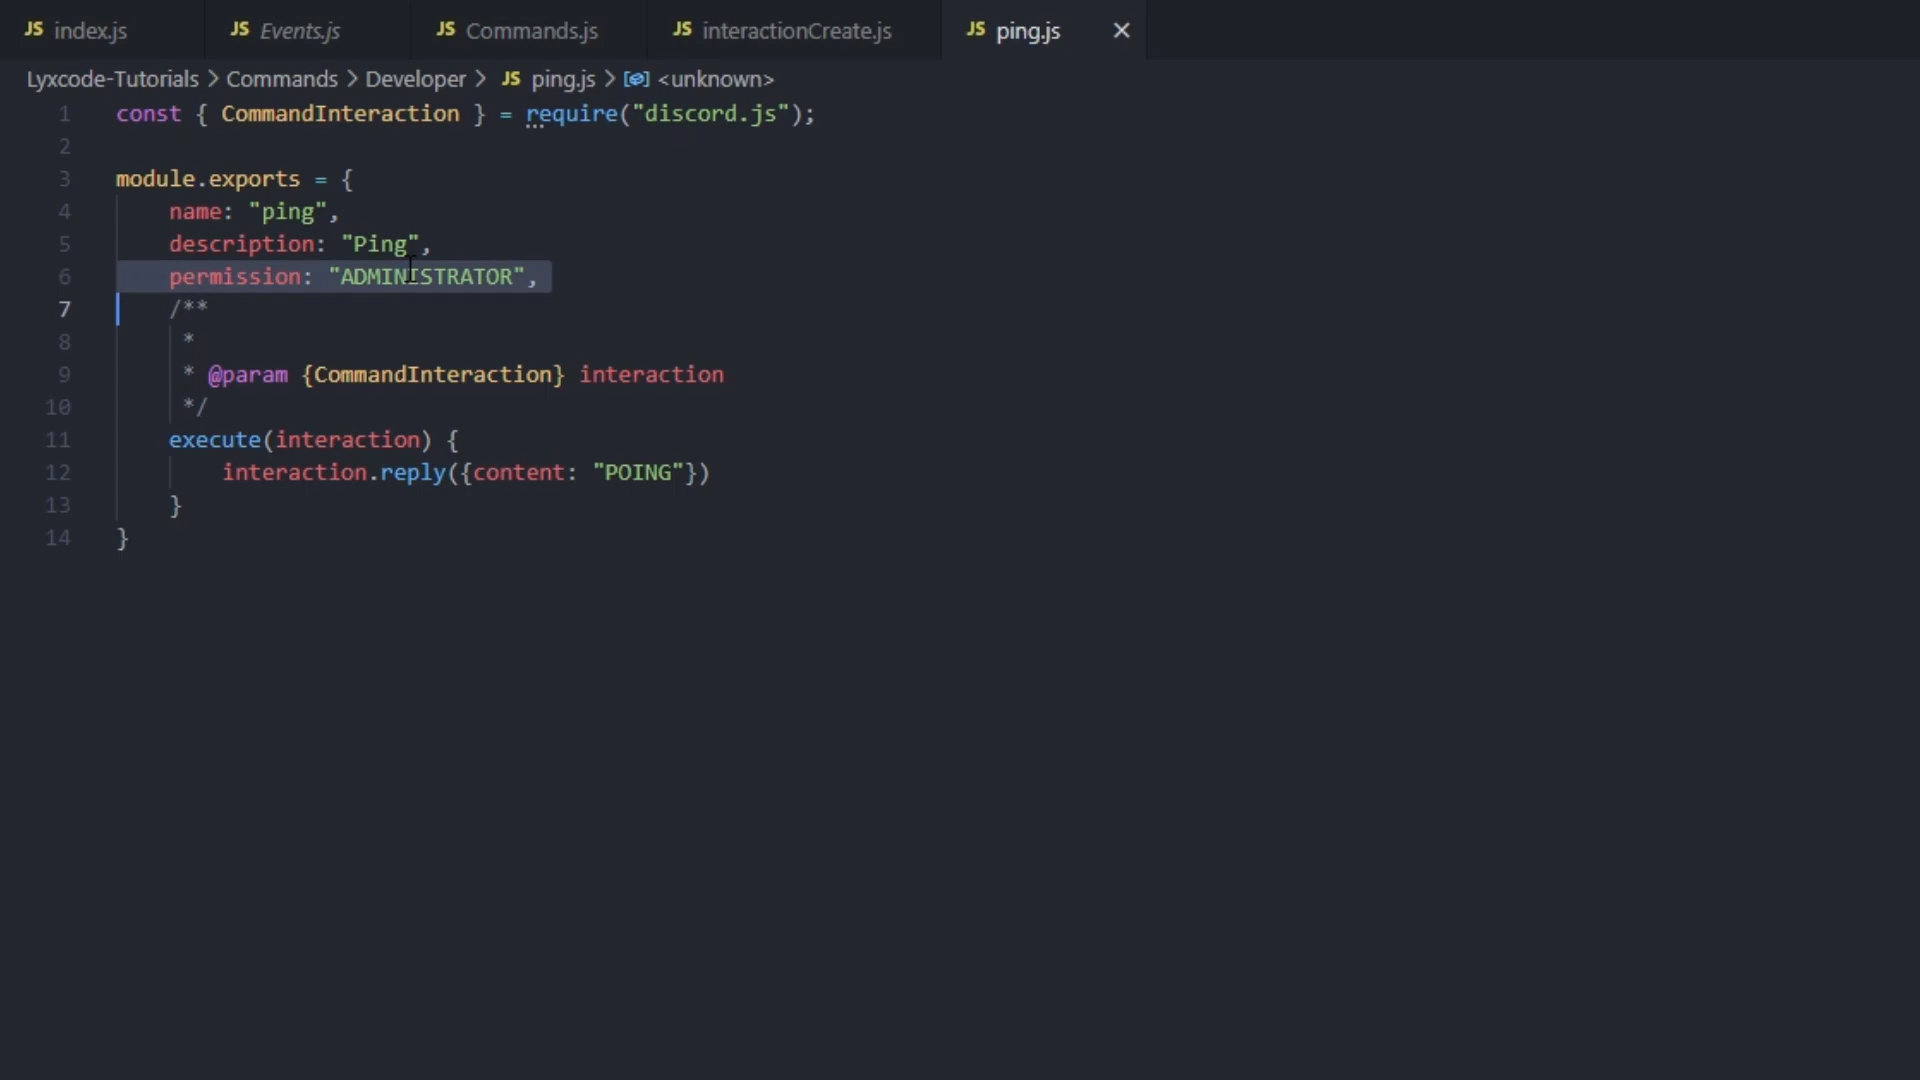 JS index.js JS Events.js JS Commands.js JS interactionCreate.js JS ping.js ×
Lyxcode-Tutorials > Commands > Developer > JS ping.js > <unknown>
1 const { CommandInteraction } = require("discord.js");
2
3 module.exports = {
4 name: "ping",
5 description: "Ping",
6 permission: "ADMINISTRATOR",
7 /**
8 *
9 * @param {CommandInteraction} interaction
10 */
11 execute(interaction) {
12 interaction.reply({content: "POING"})
13 }
14 }